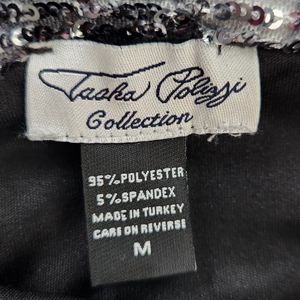 Tasha Polizzi
Collection
95% POLYESTER
5% SPANDEX
MADE IN TURKEY
CARE ON REVERSE
M